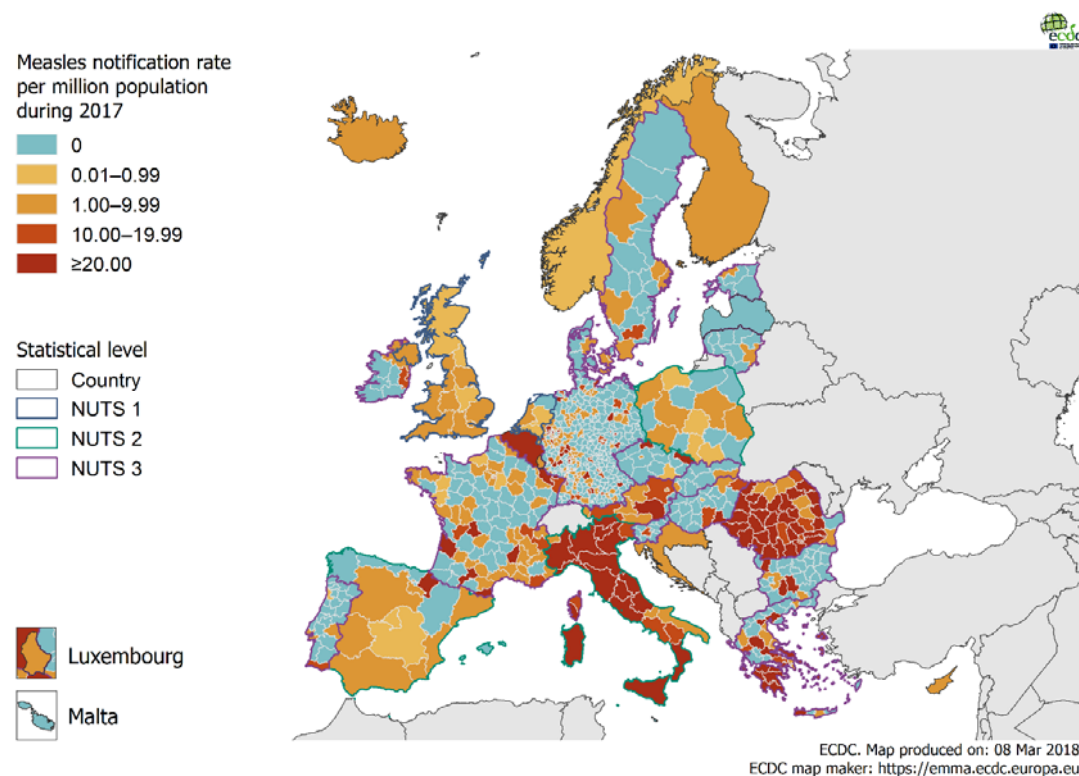 ecdc
Measles notification rate
per million population
during 2017
0
0.01–0.99
1.00–9.99
10.00–19.99
≥20.00
Statistical level
Country
NUTS 1
NUTS 2
NUTS 3
Luxembourg
Malta
ECDC. Map produced on: 08 Mar 2018
ECDC map maker: https://emma.ecdc.europa.eu